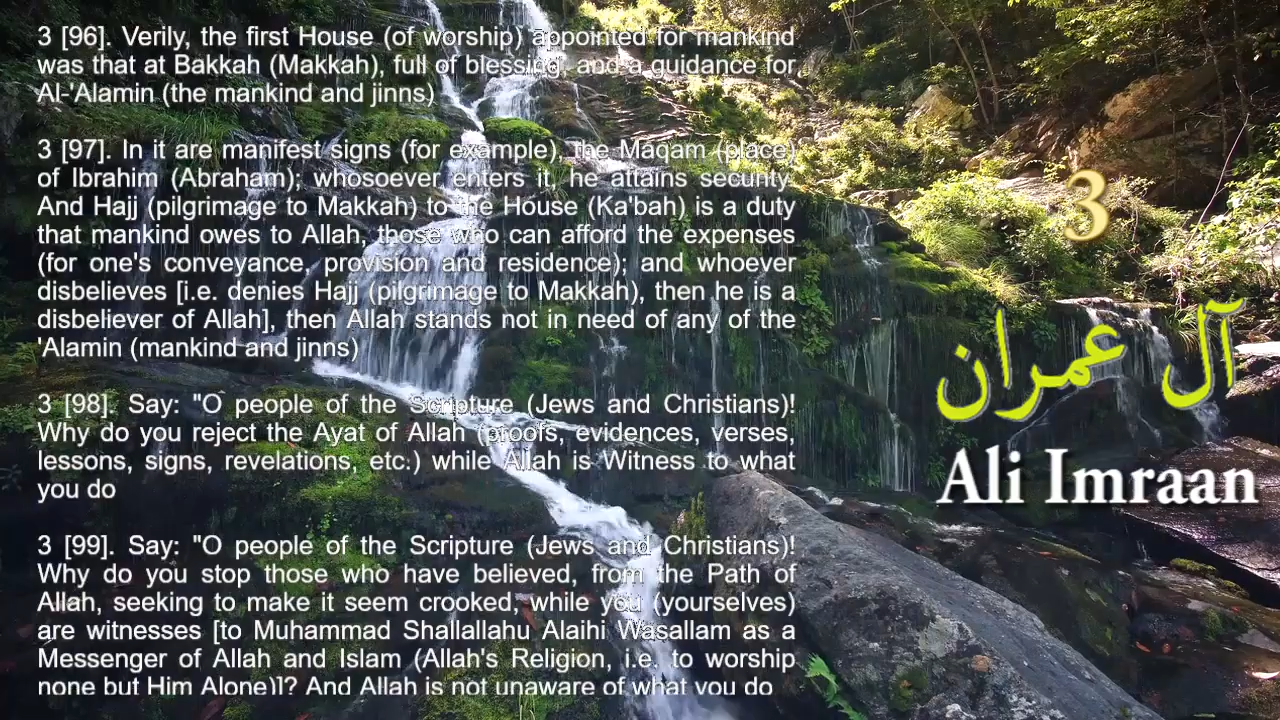 3 [96]. Verily, the first House (of worship) appointed for mankind
was that at Bakkah (Makkah), full of blessing, and a guidance for
Al-'Alamin (the mankind and jinns)
3 [97]. In it are manifest signs (for example), the Maqam (place)
of Ibrahim (Abraham); whosoever enters it, he attains security.
And Hajj (pilgrimage to Makkah) to the House (Ka'bah) is a duty
that mankind owes to Allah, those who can afford the expenses
(for one's conveyance, provision and residence); and whoever
disbelieves [i.e. denies Hajj (pilgrimage to Makkah), then he is a
disbeliever of Allah], then Allah stands not in need of any of the
'Alamin (mankind and jinns)
3 [98]. Say: "O people of the Scripture (Jews and Christians)!
Why do you reject the Ayat of Allah (proofs, evidences, verses,
lessons, signs, revelations, etc.) while Allah is Witness to what
you do
3 [99]. Say: "O people of the Scripture (Jews and Christians)!
Why do you stop those who have believed, from the Path of
Allah, seeking to make it seem crooked, while you (yourselves)
are witnesses [to Muhammad Shallallahu Alaihi Wasallam as a
Messenger of Allah and Islam (Allah's Religion, i.e. to worship
none but Him Alone)]? And Allah is not unaware of what you do
3
آل عمران
Ali Imraan